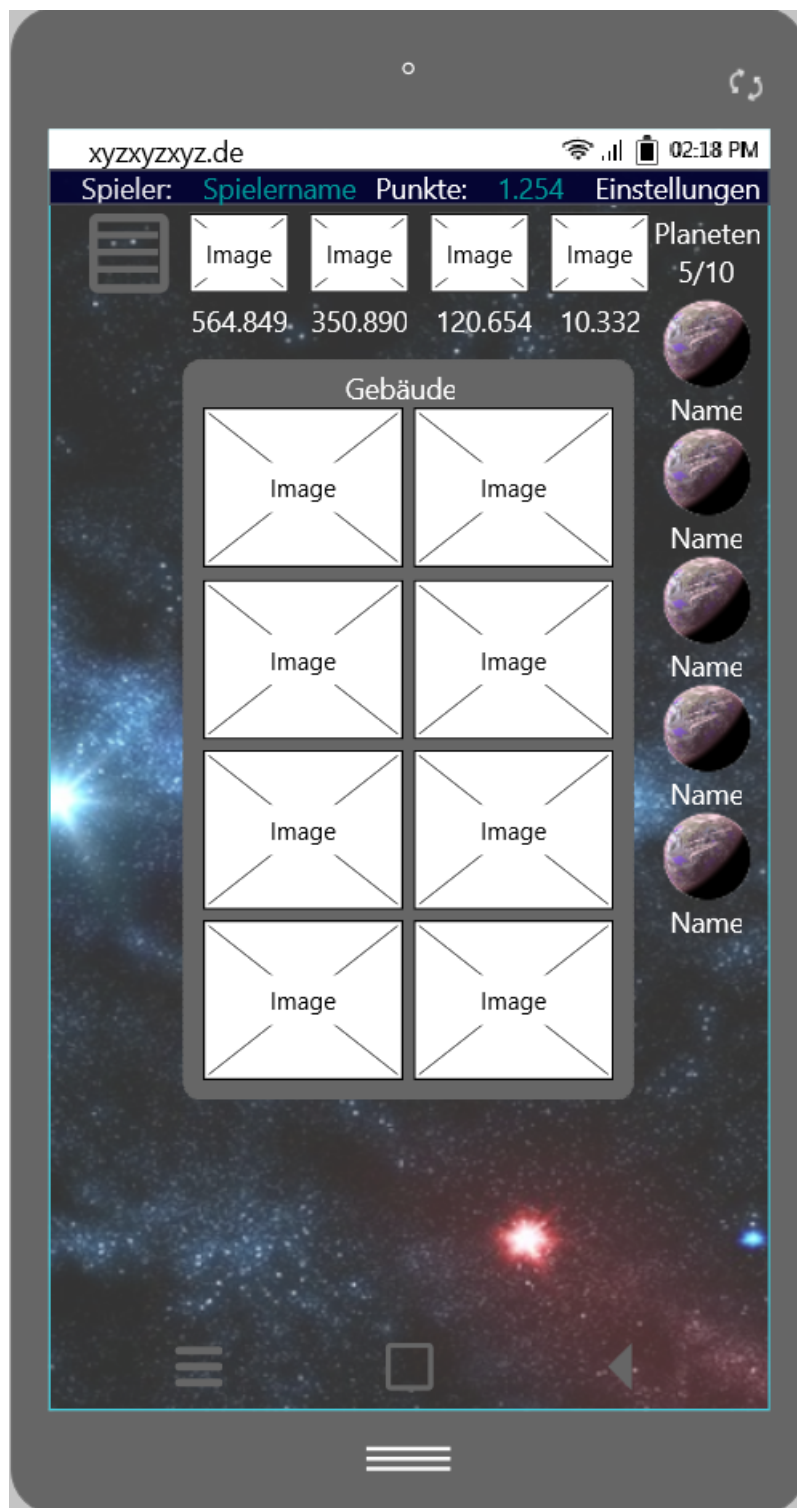 xyzxyzxyz.de 02:18 PM
Spieler: Spielername Punkte: 1.254 Einstellungen
Image Image Image Image Planeten
5/10
564.849 350.890 120.654 10.332
Gebäude
Name
Image Image
Name
Image Image
Name
Name
Image Image
Name
Image Image